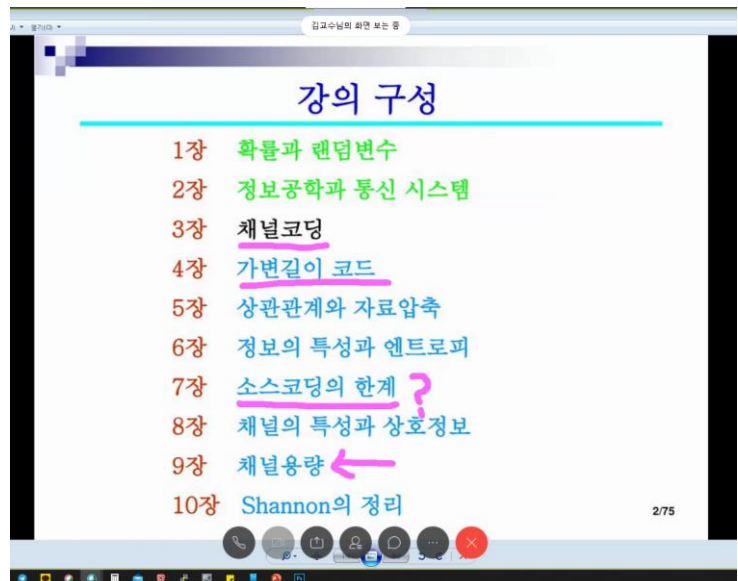 김교수님의 화면 보는 중
강의 구성
1장 확률과 랜덤변수
2장 정보공학과 통신 시스템
3장 채널코딩
4장 가변길이 코드
5장 상관관계와 자료압축
6장 정보의 특성과 엔트로피
7장 소스코딩의 한계 ?
8장 채널의 특성과 상호정보
9장 채널용량
10장 Shannon의 정리
2/75